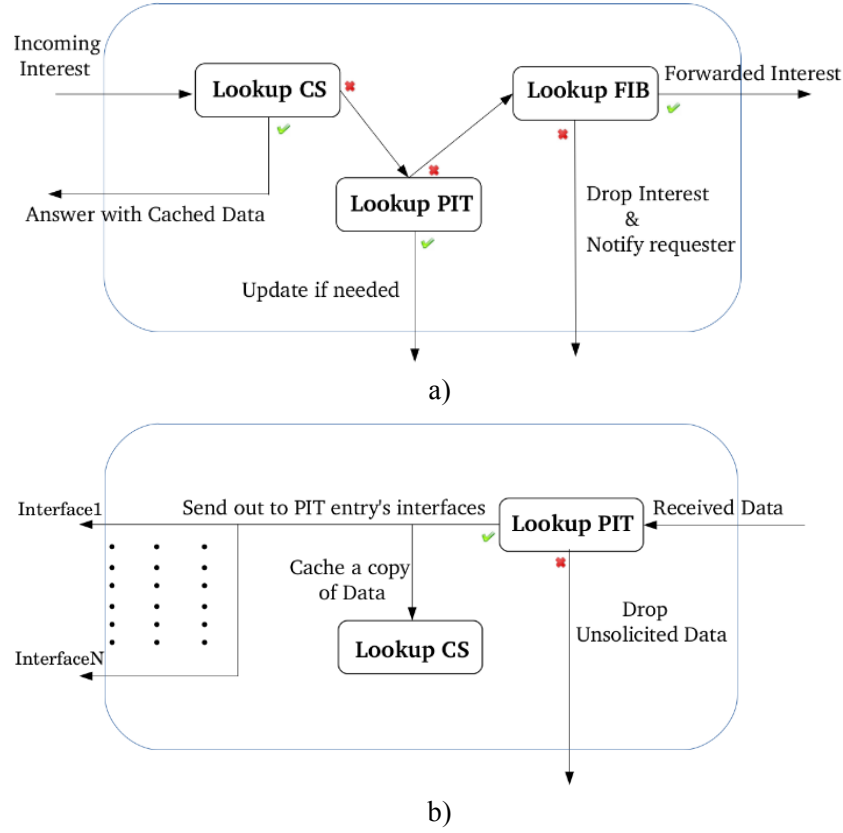 Incoming
Interest
Lookup CS
Lookup FIB
Forwarded Interest
Answer with Cached Data
Lookup PIT
Drop Interest
&
Notify requester
Update if needed
a)
Interface1
Send out to PIT entry's interfaces
Lookup PIT
Received Data
Cache a copy
of Data
Drop
Unsolicited Data
Lookup CS
InterfaceN
b)